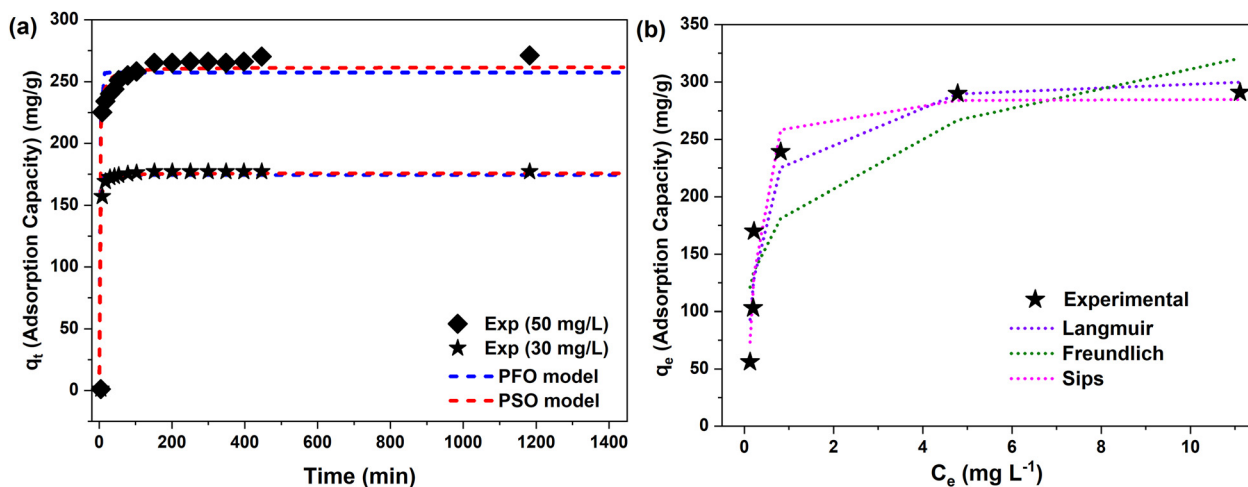 (a)
300
250
200
150
100
50
0
q_t (Adsorption Capacity) (mg/g)
Exp (50 mg/L)
Exp (30 mg/L)
PFO model
PSO model
0 200 400 600 800 1000 1200 1400
Time (min)
(b)
350
300
250
200
150
100
50
0
q_e (Adsorption Capacity) (mg/g)
Experimental
Langmuir
Freundlich
Sips
0 2 4 6 8 10
C_e (mg L⁻¹)